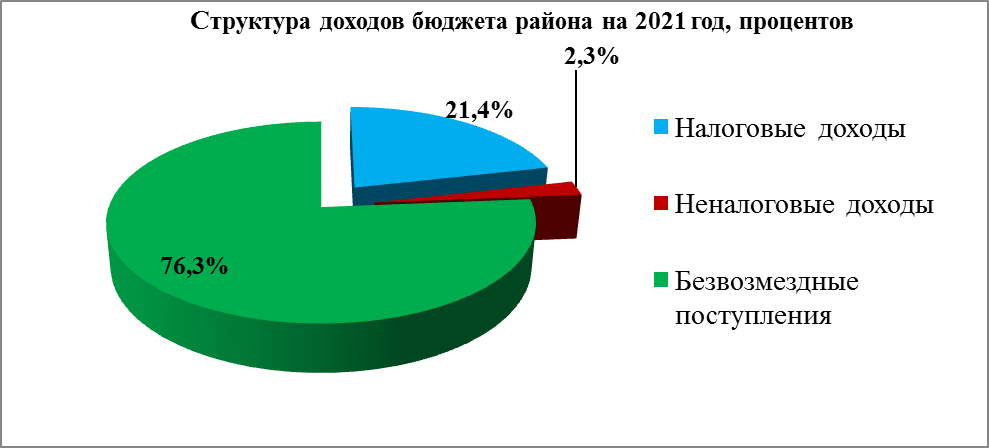 Структура доходов бюджета района на 2021 год, процентов
2,3%
21,4%
76,3%
Налоговые доходы
Неналоговые доходы
Безвозмездные
поступления